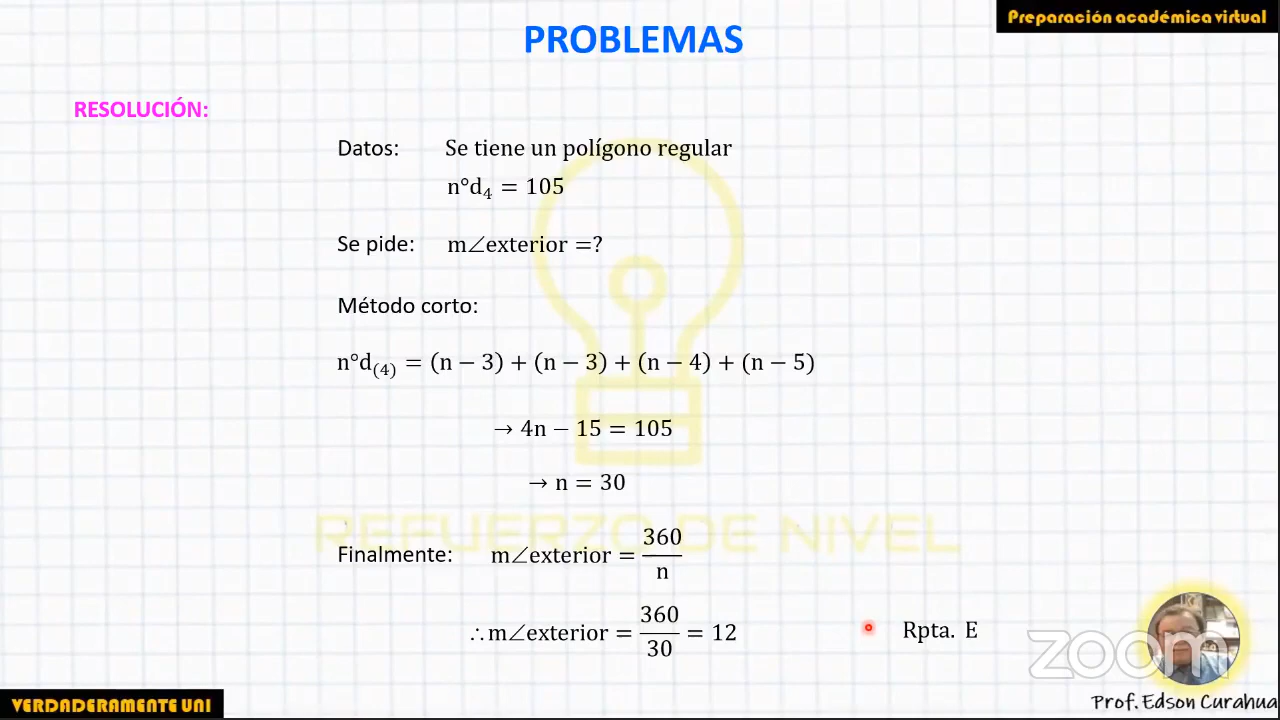 Preparación académica virtual
PROBLEMAS
RESOLUCIÓN:
Datos: Se tiene un polígono regular
n°d₄ = 105
Se pide: m∠exterior =?
Método corto:
n°d₍₄₎ = (n − 3) + (n − 3) + (n − 4) + (n − 5)
→ 4n − 15 = 105
→ n = 30
REFUERZO DE NIVEL
Finalmente: m∠exterior = 360/n
∴ m∠exterior = 360/30 = 12
Rpta. E
zoom
VERDADERAMENTE UNI
Prof. Edson Curahua